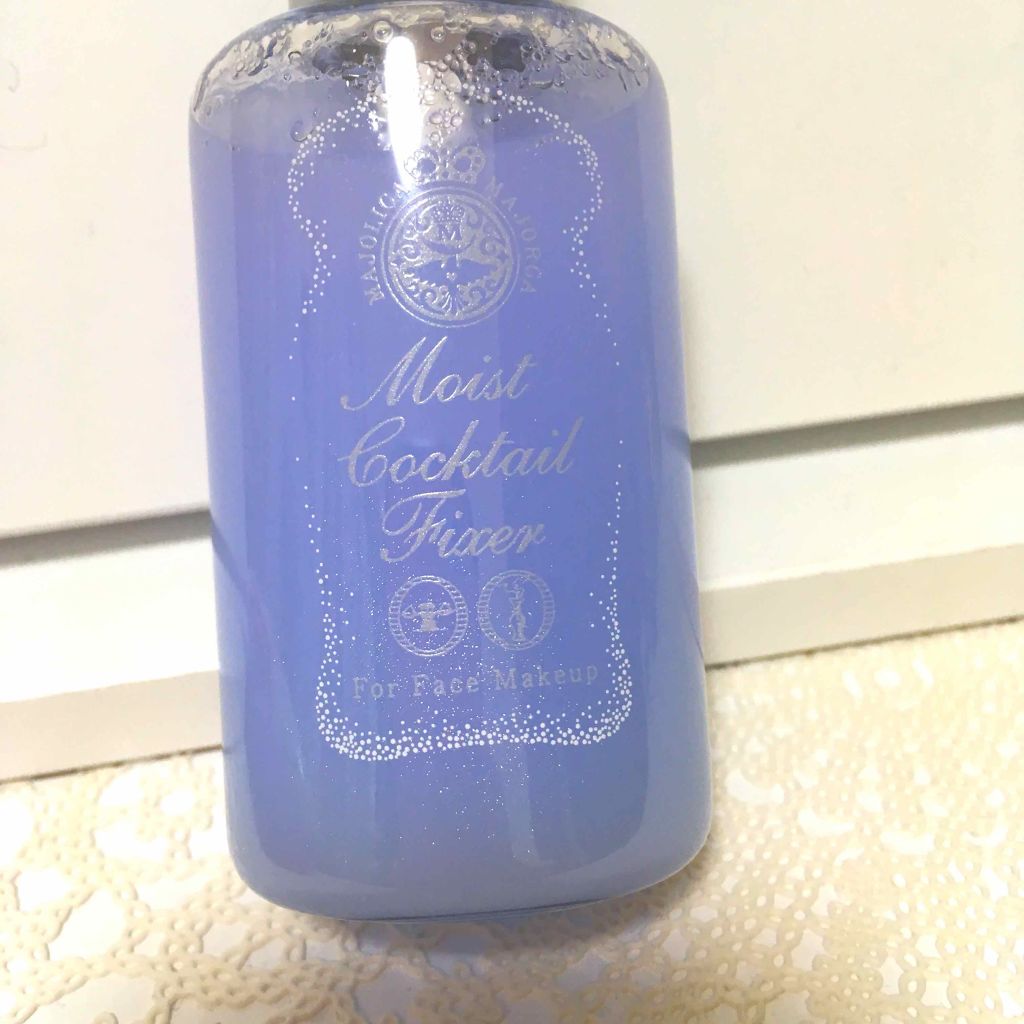 MAJOLICA MAJORCA
M
Moist
Cocktail
Fixer
For Face Makeup